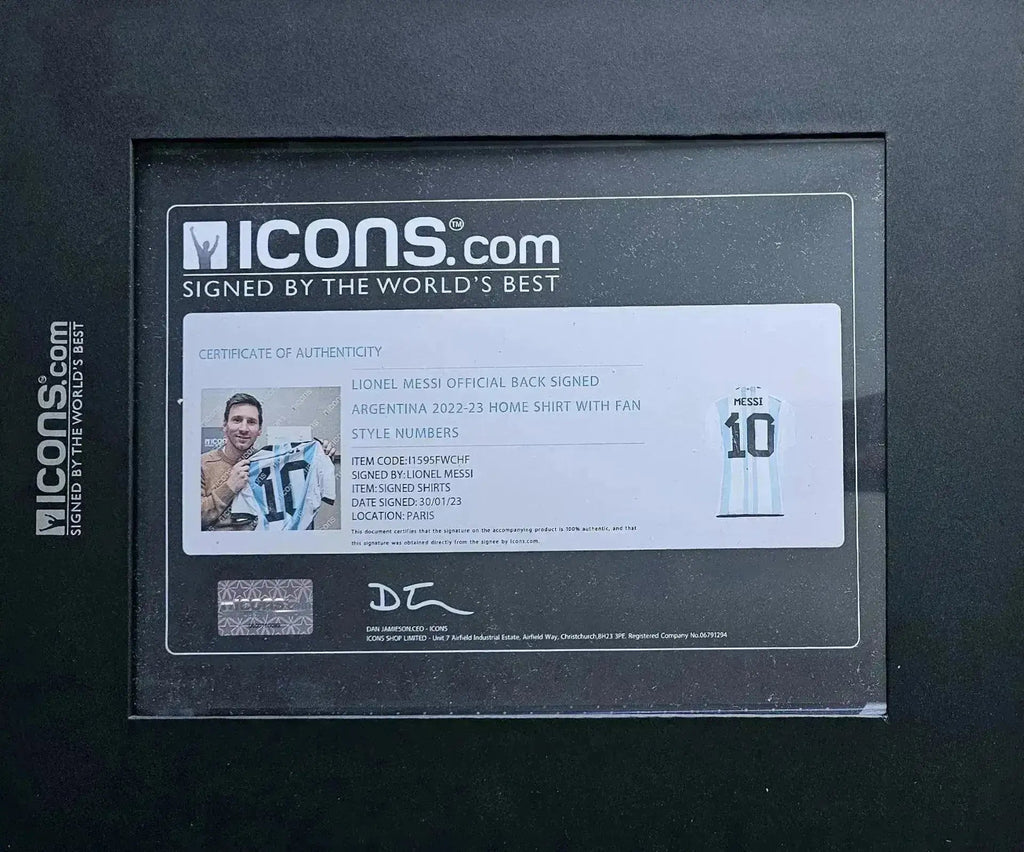 ICONS.com
SIGNED BY THE WORLD'S BEST
ICONS™.com
SIGNED BY THE WORLD'S BEST
CERTIFICATE OF AUTHENTICITY
LIONEL MESSI OFFICIAL BACK SIGNED
ARGENTINA 2022-23 HOME SHIRT WITH FAN
STYLE NUMBERS
ITEM CODE:I1595FWCHF
SIGNED BY:LIONEL MESSI
ITEM:SIGNED SHIRTS
DATE SIGNED:30/01/23
LOCATION:PARIS
This document certifies that the signature on the accompanying product is 100% authentic, and that
this signature was obtained directly from the signee by Icons.com.
10
MESSI
10
ICONS
DAN JAMIESON.CEO - ICONS
ICONS SHOP LIMITED - Unit 7 Airfield Industrial Estate, Airfield Way, Christchurch,BH23 3PE. Registered Company No.06791294